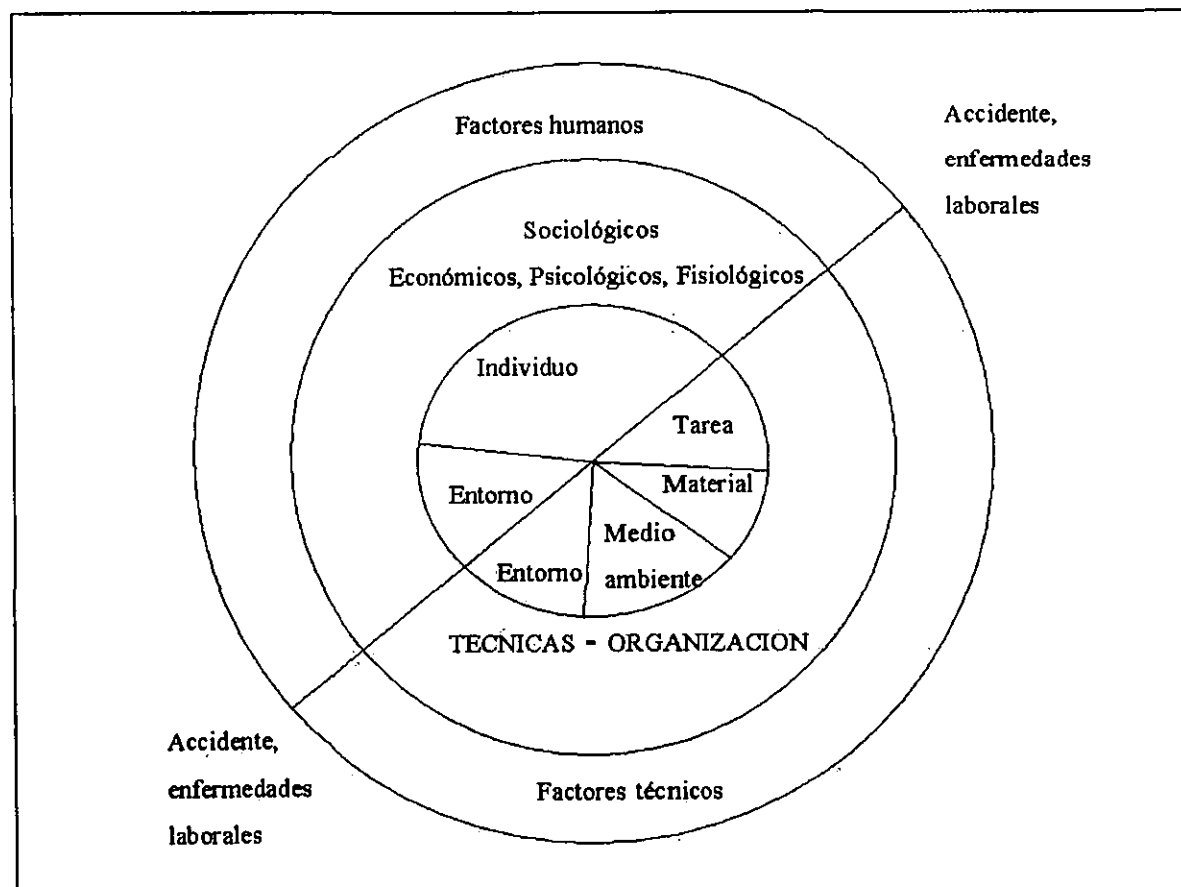 Factores humanos
Accidente,
enfermedades
laborales
Sociológicos
Económicos, Psicológicos, Fisiológicos
Individuo
Tarea
Material
Entorno
Medio
ambiente
Entorno
TECNICAS - ORGANIZACION
Accidente,
enfermedades
laborales
Factores técnicos